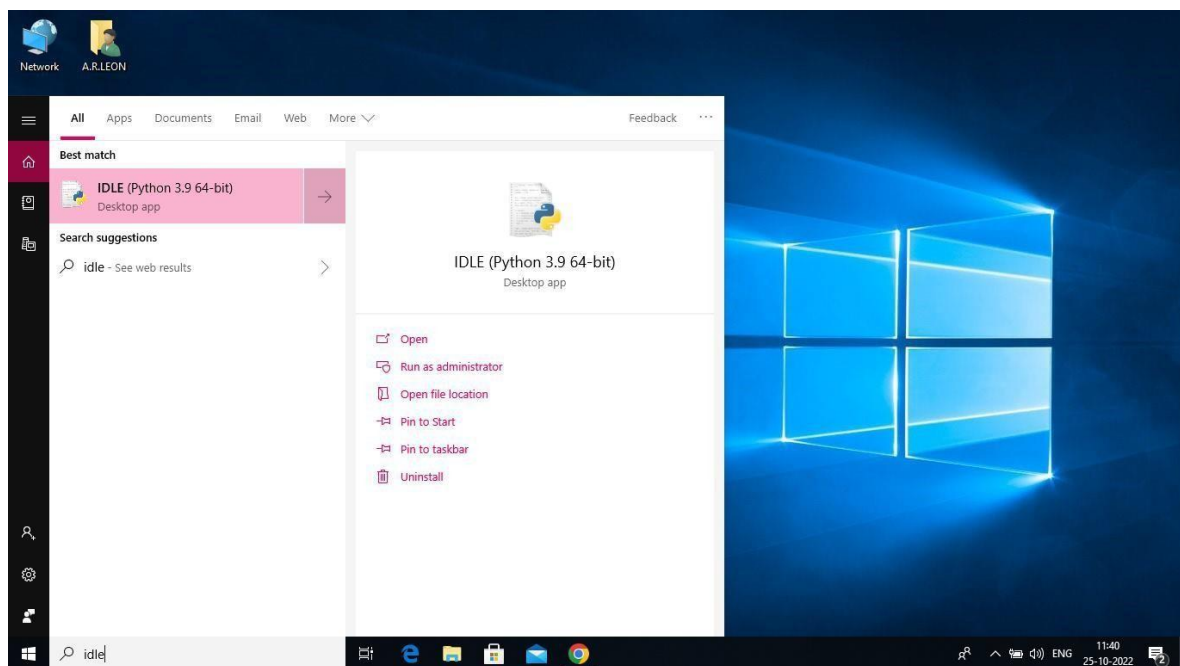 Network A.R.LEON
All Apps Documents Email Web More Feedback ...
Best match
IDLE (Python 3.9 64-bit)
Desktop app
Search suggestions
idle - See web results
IDLE (Python 3.9 64-bit)
Desktop app
Open
Run as administrator
Open file location
Pin to Start
Pin to taskbar
Uninstall
idle
ENG
11:40
25-10-2022
2